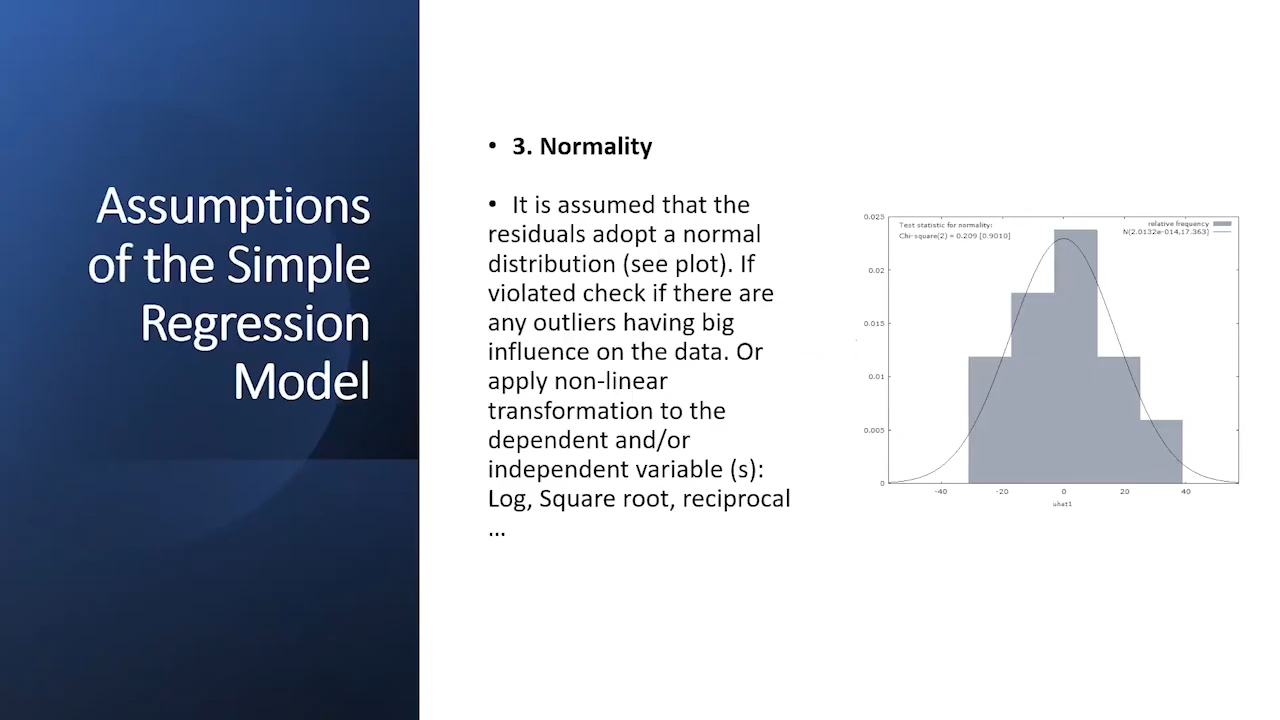 Assumptions
of the Simple
Regression
Model
• 3. Normality
• It is assumed that the
residuals adopt a normal
distribution (see plot). If
violated check if there are
any outliers having big
influence on the data. Or
apply non-linear
transformation to the
dependent and/or
independent variable (s):
Log, Square root, reciprocal
...
Test statistic for normality:
Chi-square(2) = 0.209 [0.9010]
relative frequency
N(2.0132e-014,17.363)
0.025
0.02
0.015
0.01
0.005
0
-40 -20 0 20 40
uhat1